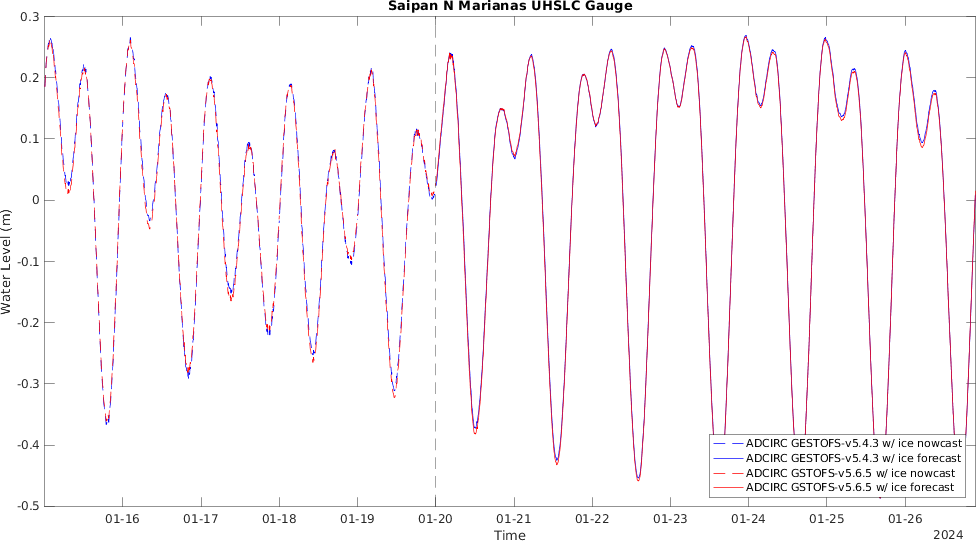 Saipan N Marianas UHSLC Gauge
0.3
0.2
0.1
0
-0.1
-0.2
-0.3
-0.4
-0.5
Water Level (m)
ADCIRC GESTOFS-v5.4.3 w/ ice nowcast
ADCIRC GESTOFS-v5.4.3 w/ ice forecast
ADCIRC GSTOFS-v5.6.5 w/ ice nowcast
ADCIRC GSTOFS-v5.6.5 w/ ice forecast
01-16 01-17 01-18 01-19 01-20 01-21 01-22 01-23 01-24 01-25 01-26
Time
2024